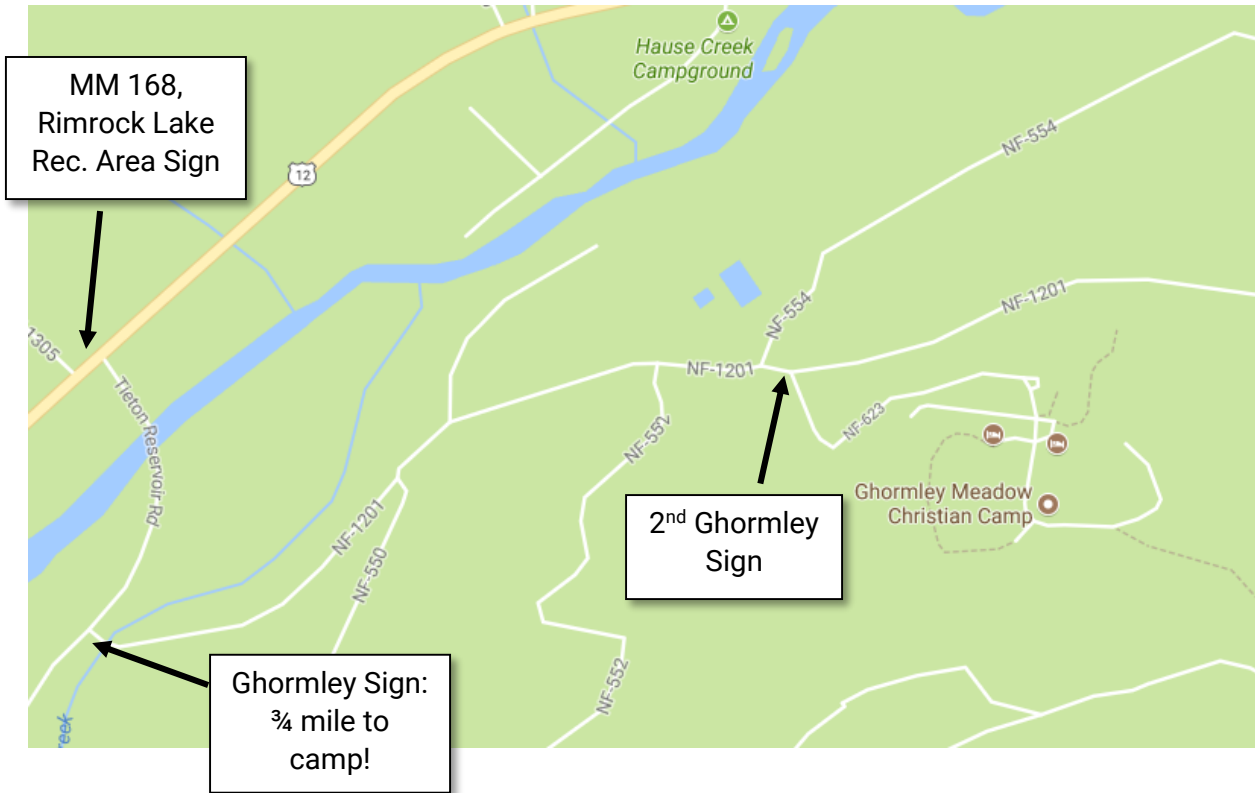 Hause Creek
Campground
MM 168,
Rimrock Lake
Rec. Area Sign
12
NF-554
1305
Tieton Reservoir Rd
NF-554
NF-1201
NF-1201
NF-552
NF-623
Ghormley Meadow
Christian Camp
2nd Ghormley
Sign
NF-1201
NF-550
NF-552
Ghormley Sign:
¾ mile to
camp!
reek